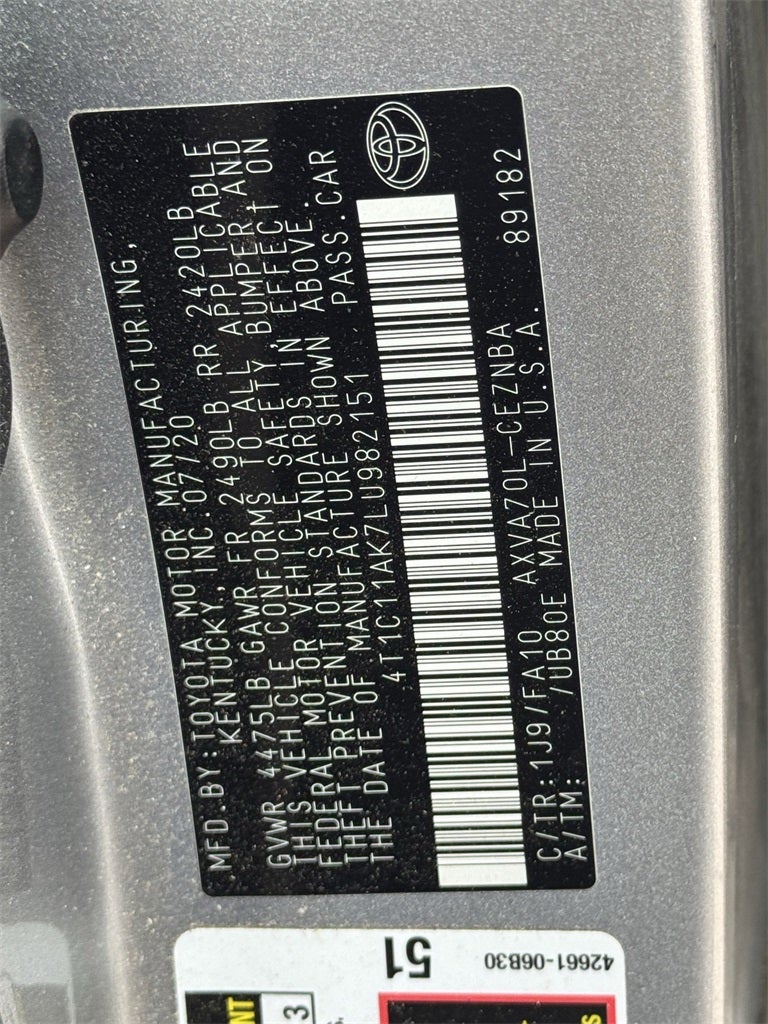 MFD.BY:TOYOTA MOTOR MANUFACTURING,
KENTUCKY, INC.07/20
GVWR 4475LB GAWR FR 2490LB RR 2420LB
THIS VEHICLE CONFORMS TO ALL APPLICABLE
FEDERAL MOTOR VEHICLE SAFETY, BUMPER, AND
THEFT PREVENTION STANDARDS IN EFFECT ON
THE DATE OF MANUFACTURE SHOWN ABOVE.
4T1C11AK7LU982151 PASS.CAR
C/TR:1J9/FA10 AXVA70L-CEZNBA 89182
A/TM: /UB80E MADE IN U.S.A.
51
42661-06B30
3